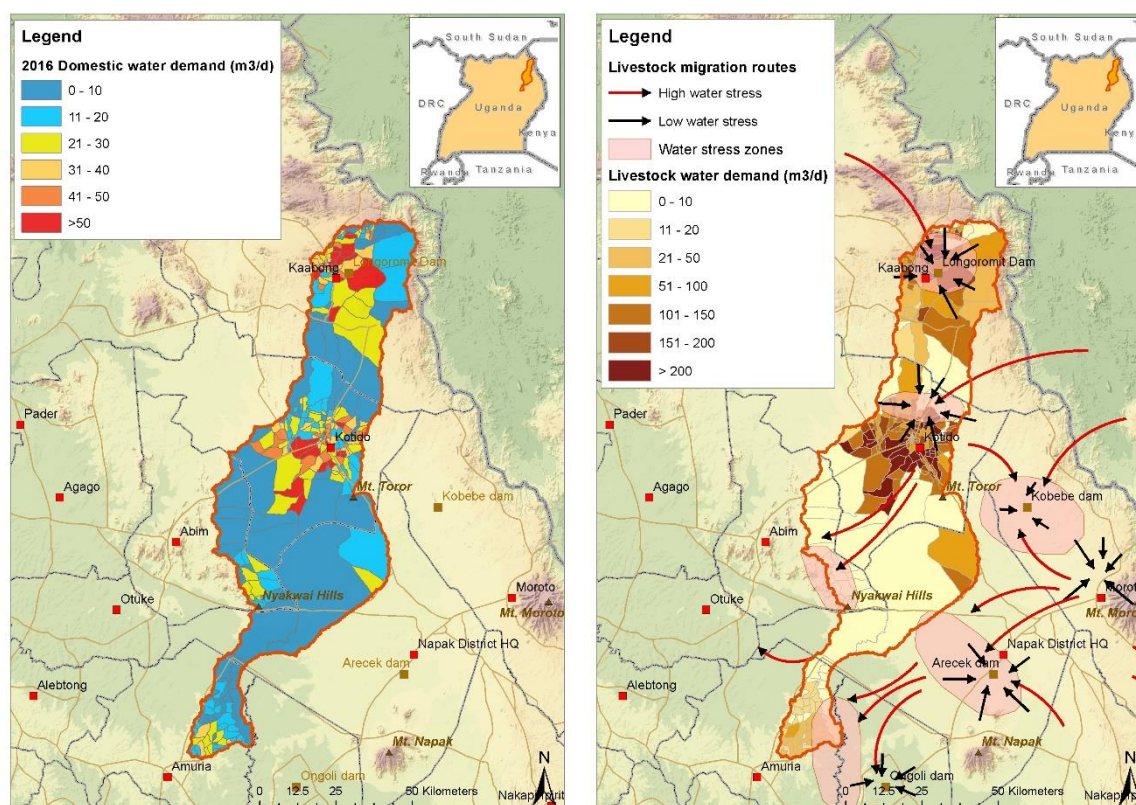 Legend
2016 Domestic water demand (m3/d)
0 - 10
11 - 20
21 - 30
31 - 40
41 - 50
>50
South Sudan
DRC
Uganda
Kenya
Rwanda
Tanzania
Kaabong
Longoromit Dam
Pader
Kotido
Mt. Toror
Agago
Kobebe dam
Abim
Otuke
Nyakwai Hills
Moroto
Mt. Moroto
Napak District HQ
Arecek dam
Alebtong
Mt. Napak
Amuria
Ongoli dam
N
0 12.5 25 50 Kilometers
Legend
Livestock migration routes
High water stress
Low water stress
Water stress zones
Livestock water demand (m3/d)
0 - 10
11 - 20
21 - 50
51 - 100
101 - 150
151 - 200
> 200
South Sudan
DRC
Uganda
Kenya
Rwanda
Tanzania
Kaabong
Longoromit Dam
Pader
Kotido
Mt. Toror
Agago
Kobebe dam
Abim
Otuke
Nyakwai Hills
Moroto
Mt. Moro
Napak District HQ
Arecek dam
Alebtong
Mt. Napak
Amuria
Ongoli dam
N
0 12.5 25 50 Kilometers